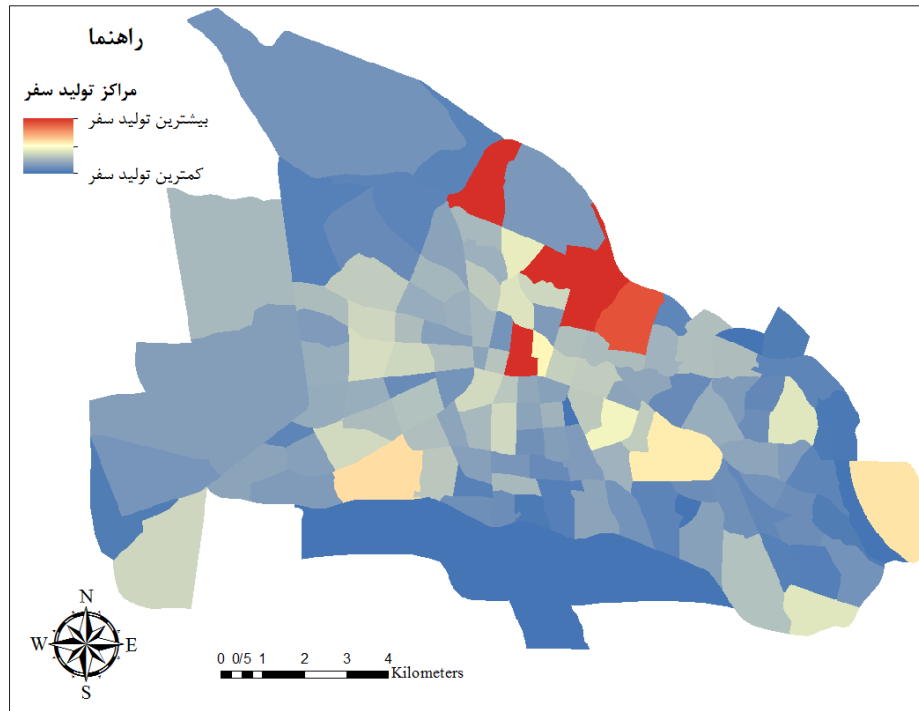 راهنما
مراکز تولید سفر
بیشترین تولید سفر
کمترین تولید سفر
N
W E
S
0 0/5 1 2 3 4
Kilometers